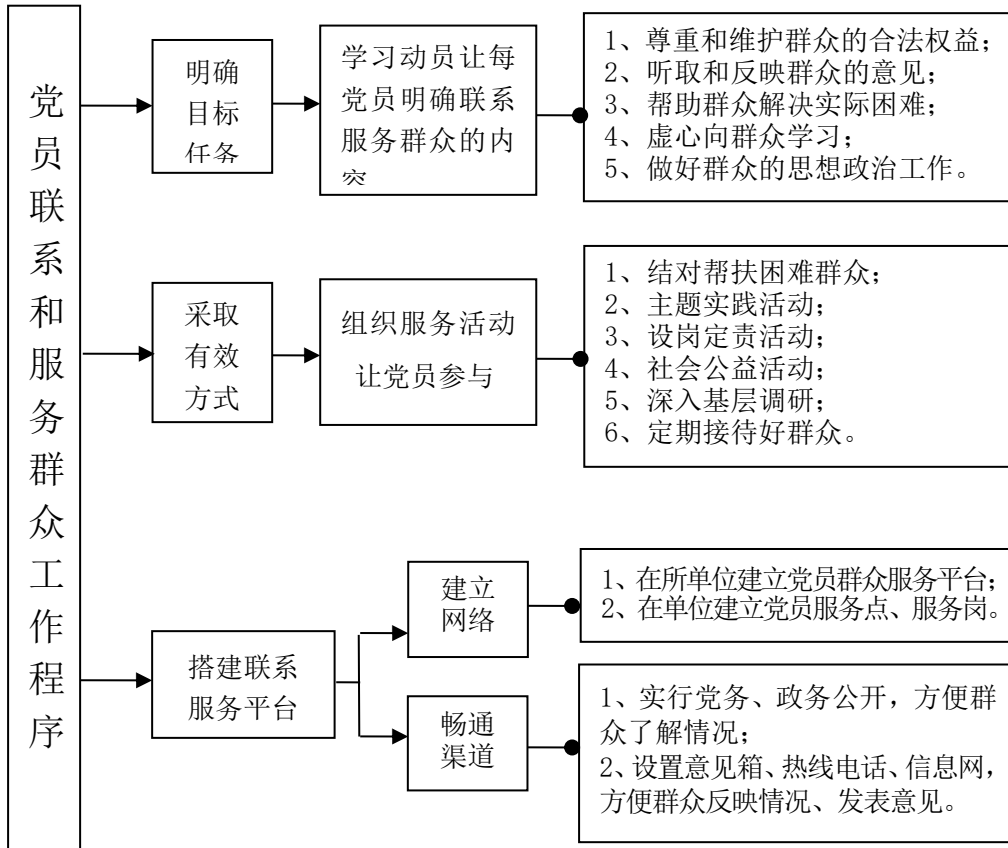 党员联系和服务群众工作程序
明确
目标
任务
学习动员让每
党员明确联系
服务群众的内
容
1、尊重和维护群众的合法权益；
2、听取和反映群众的意见；
3、帮助群众解决实际困难；
4、虚心向群众学习；
5、做好群众的思想政治工作。
采取
有效
方式
组织服务活动
让党员参与
1、结对帮扶困难群众；
2、主题实践活动；
3、设岗定责活动；
4、社会公益活动；
5、深入基层调研；
6、定期接待好群众。
搭建联系
服务平台
建立
网络
1、在所单位建立党员群众服务平台；
2、在单位建立党员服务点、服务岗。
畅通
渠道
1、实行党务、政务公开，方便群
众了解情况；
2、设置意见箱、热线电话、信息网，
方便群众反映情况、发表意见。